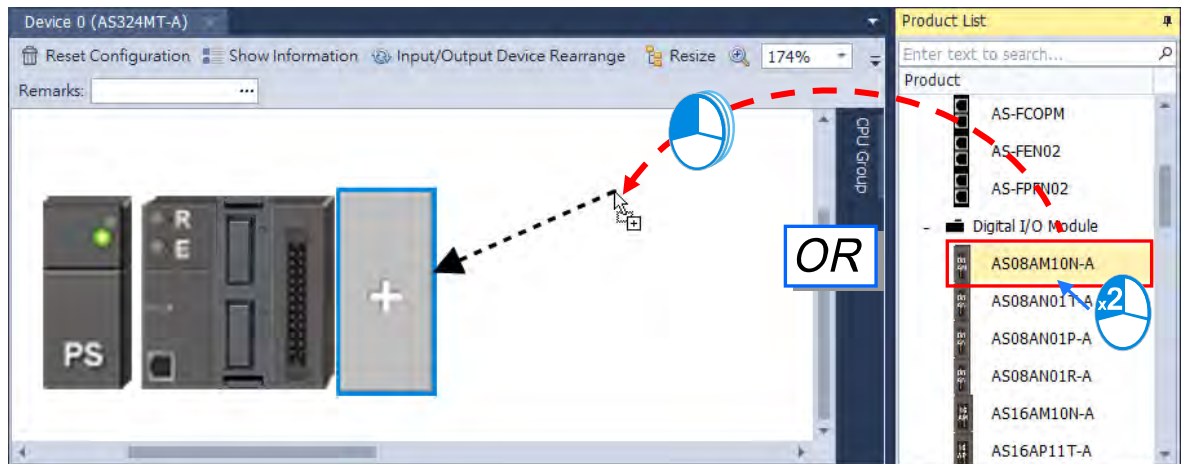 Device 0 (AS324MT-A)
Reset Configuration Show Information Input/Output Device Rearrange Resize 174%
Remarks: ...
CPU Group
R
E
PS
+
OR
Product List
Enter text to search...
Product
AS-FCOPM
AS-FEN02
AS-FPFN02
- Digital I/O Module
AS08AM10N-A
AS08AN01T-A
x2
AS08AN01P-A
AS08AN01R-A
AS16AM10N-A
AS16AP11T-A